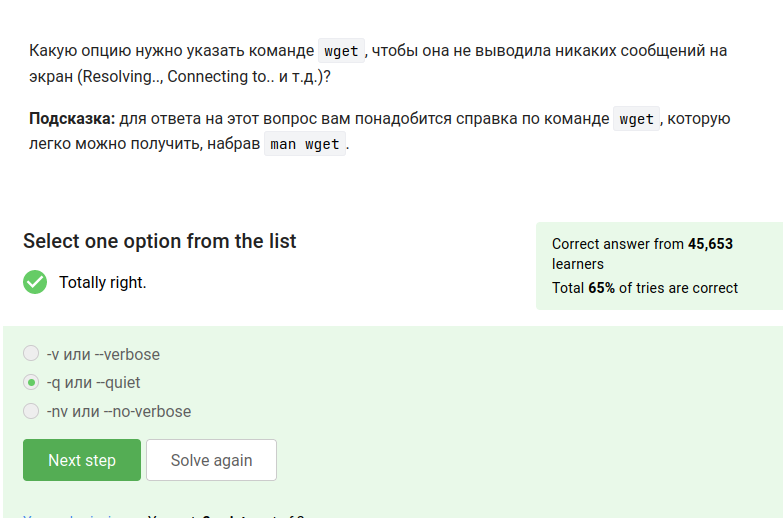 Какую опцию нужно указать команде wget, чтобы она не выводила никаких сообщений на
экран (Resolving.., Connecting to.. и т.д.)?
Подсказка: для ответа на этот вопрос вам понадобится справка по команде wget, которую
легко можно получить, набрав man wget.
Select one option from the list
Totally right.
Correct answer from 45,653
learners
Total 65% of tries are correct
-v или --verbose
-q или --quiet
-nv или --no-verbose
Next step Solve again